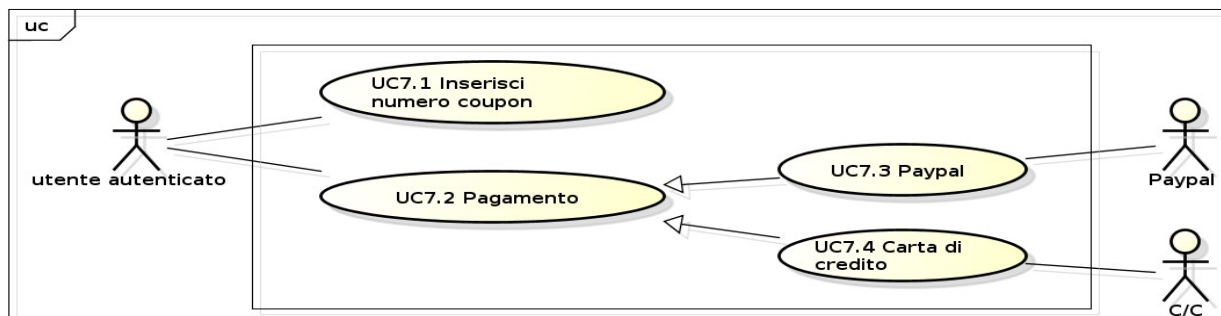 uc
UC7.1 Inserisci
numero coupon
utente autenticato
UC7.2 Pagamento
UC7.3 Paypal
Paypal
UC7.4 Carta di
credito
C/C